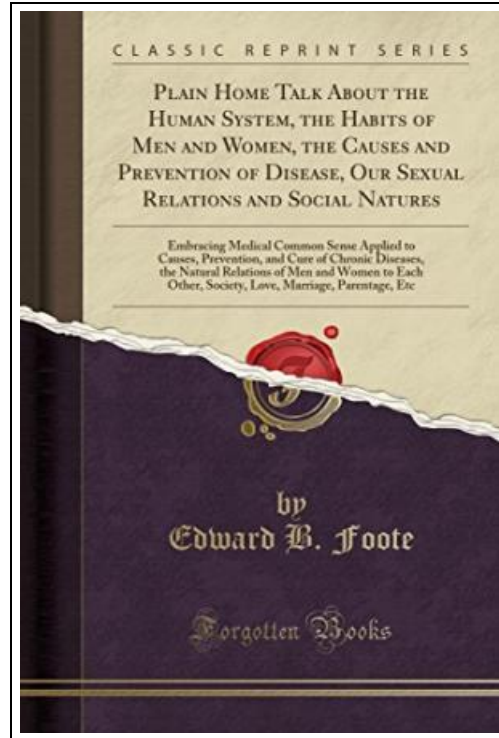 CLASSIC REPRINT SERIES
PLAIN HOME TALK ABOUT THE
HUMAN SYSTEM, THE HABITS OF
MEN AND WOMEN, THE CAUSES AND
PREVENTION OF DISEASE, OUR SEXUAL
RELATIONS AND SOCIAL NATURES
Embracing Medical Common Sense Applied to
Causes, Prevention, and Cure of Chronic Diseases,
the Natural Relations of Men and Women to Each
Other, Society, Love, Marriage, Parentage, Etc
by
Edward B. Foote
Forgotten Books